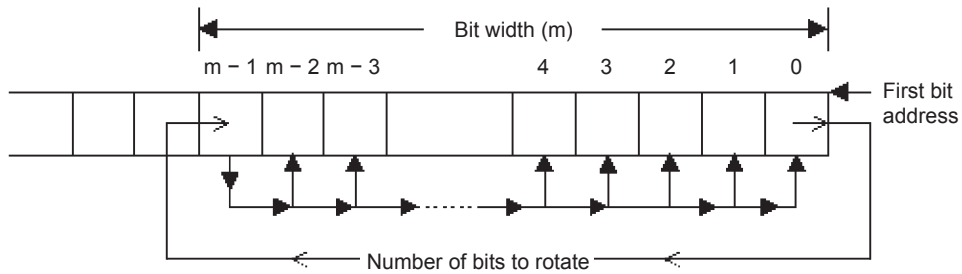 Bit width (m)
m − 1 m − 2 m − 3 4 3 2 1 0
First bit
address
Number of bits to rotate